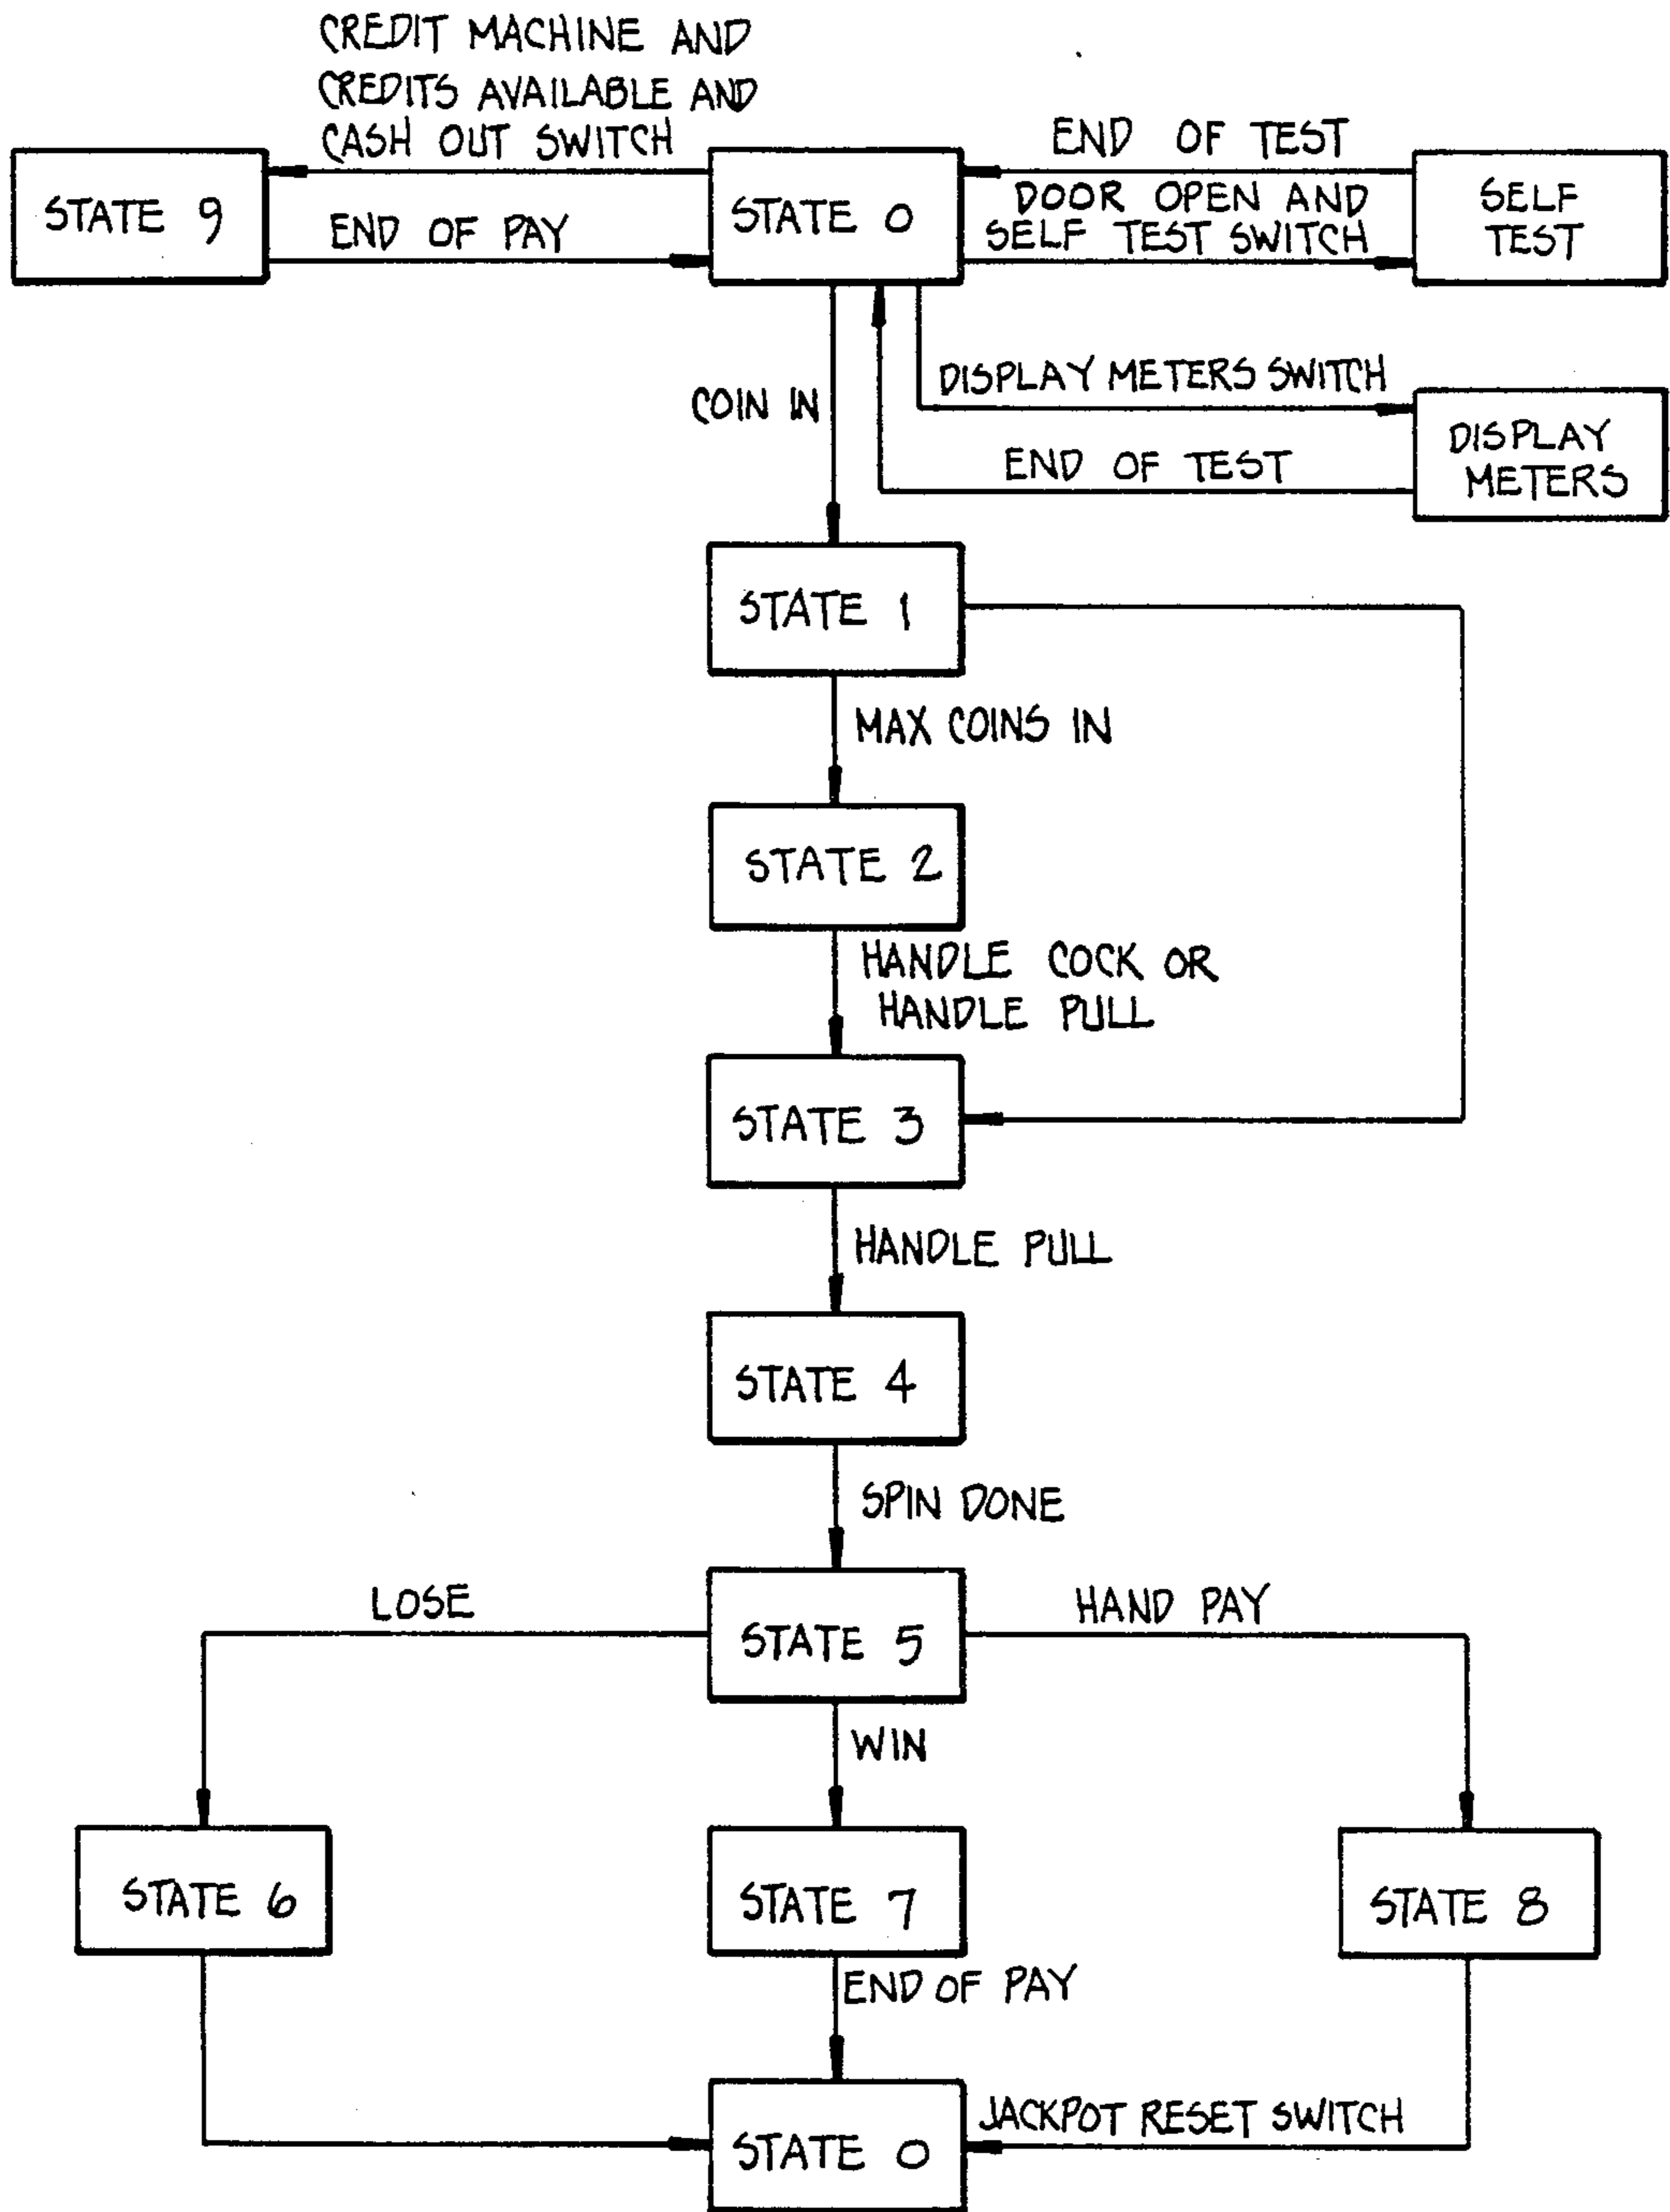 CREDIT MACHINE AND
CREDITS AVAILABLE AND
CASH OUT SWITCH
END OF TEST
STATE 9
STATE 0
DOOR OPEN AND
SELF TEST SWITCH
SELF
TEST
END OF PAY
DISPLAY METERS SWITCH
COIN IN
DISPLAY
METERS
END OF TEST
STATE 1
MAX COINS IN
STATE 2
HANDLE COCK OR
HANDLE PULL
STATE 3
HANDLE PULL
STATE 4
SPIN DONE
LOSE
STATE 5
HAND PAY
WIN
STATE 6
STATE 7
STATE 8
END OF PAY
JACKPOT RESET SWITCH
STATE 0